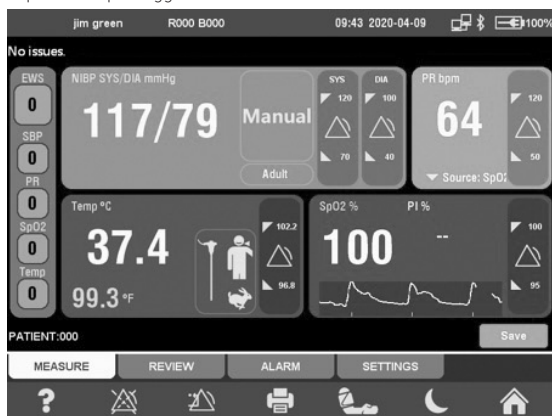 jim green R000 B000 09:43 2020-04-09 100%
No issues.
EWS
0
SBP
0
PR
0
SpO2
0
Temp
0
NIBP SYS/DIA mmHg
117/79
Manual
Adult
SYS
120
70
DIA
100
40
PR bpm
64
Source: SpO2
120
50
Temp °C
37.4
99.3 °F
102.2
96.8
SpO2 %
PI %
100
--
100
95
PATIENT:000
Save
MEASURE REVIEW ALARM SETTINGS
?